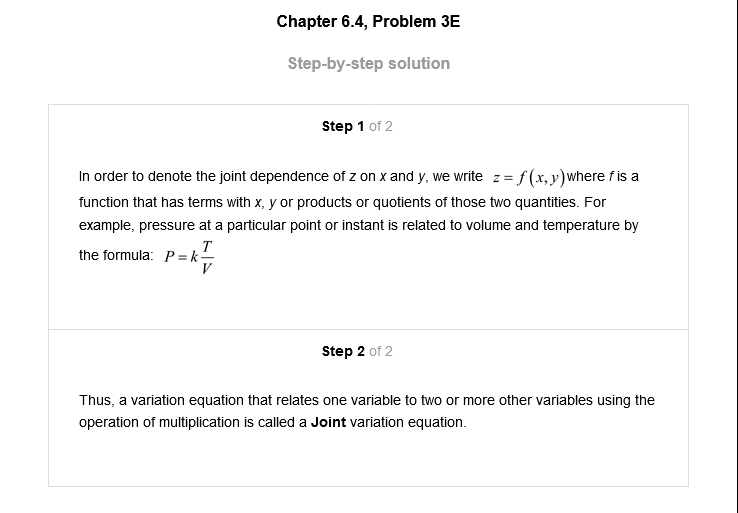 Chapter 6.4, Problem 3E
Step-by-step solution
Step 1 of 2
In order to denote the joint dependence of z on x and y, we write z = f(x, y) where f is a
function that has terms with x, y or products or quotients of those two quantities. For
example, pressure at a particular point or instant is related to volume and temperature by
the formula: P = k T/V
Step 2 of 2
Thus, a variation equation that relates one variable to two or more other variables using the
operation of multiplication is called a Joint variation equation.